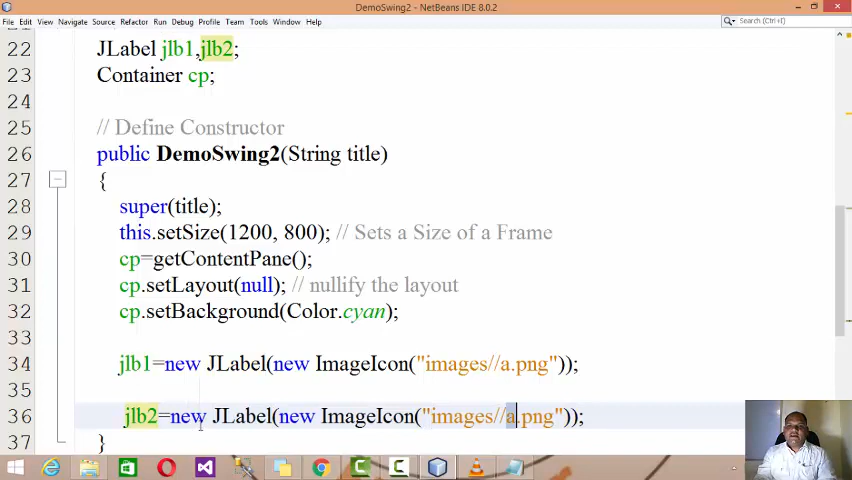 DemoSwing2 - NetBeans IDE 8.0.2
File Edit View Navigate Source Refactor Run Debug Profile Team Tools Window Help
Search (Ctrl+I)
22 JLabel jlb1,jlb2;
23 Container cp;
24
25 // Define Constructor
26 public DemoSwing2(String title)
27 {
28 super(title);
29 this.setSize(1200, 800); // Sets a Size of a Frame
30 cp=getContentPane();
31 cp.setLayout(null); // nullify the layout
32 cp.setBackground(Color.cyan);
33
34 jlb1=new JLabel(new ImageIcon("images//a.png"));
35
36 jlb2=new JLabel(new ImageIcon("images//a.png"));
37 }